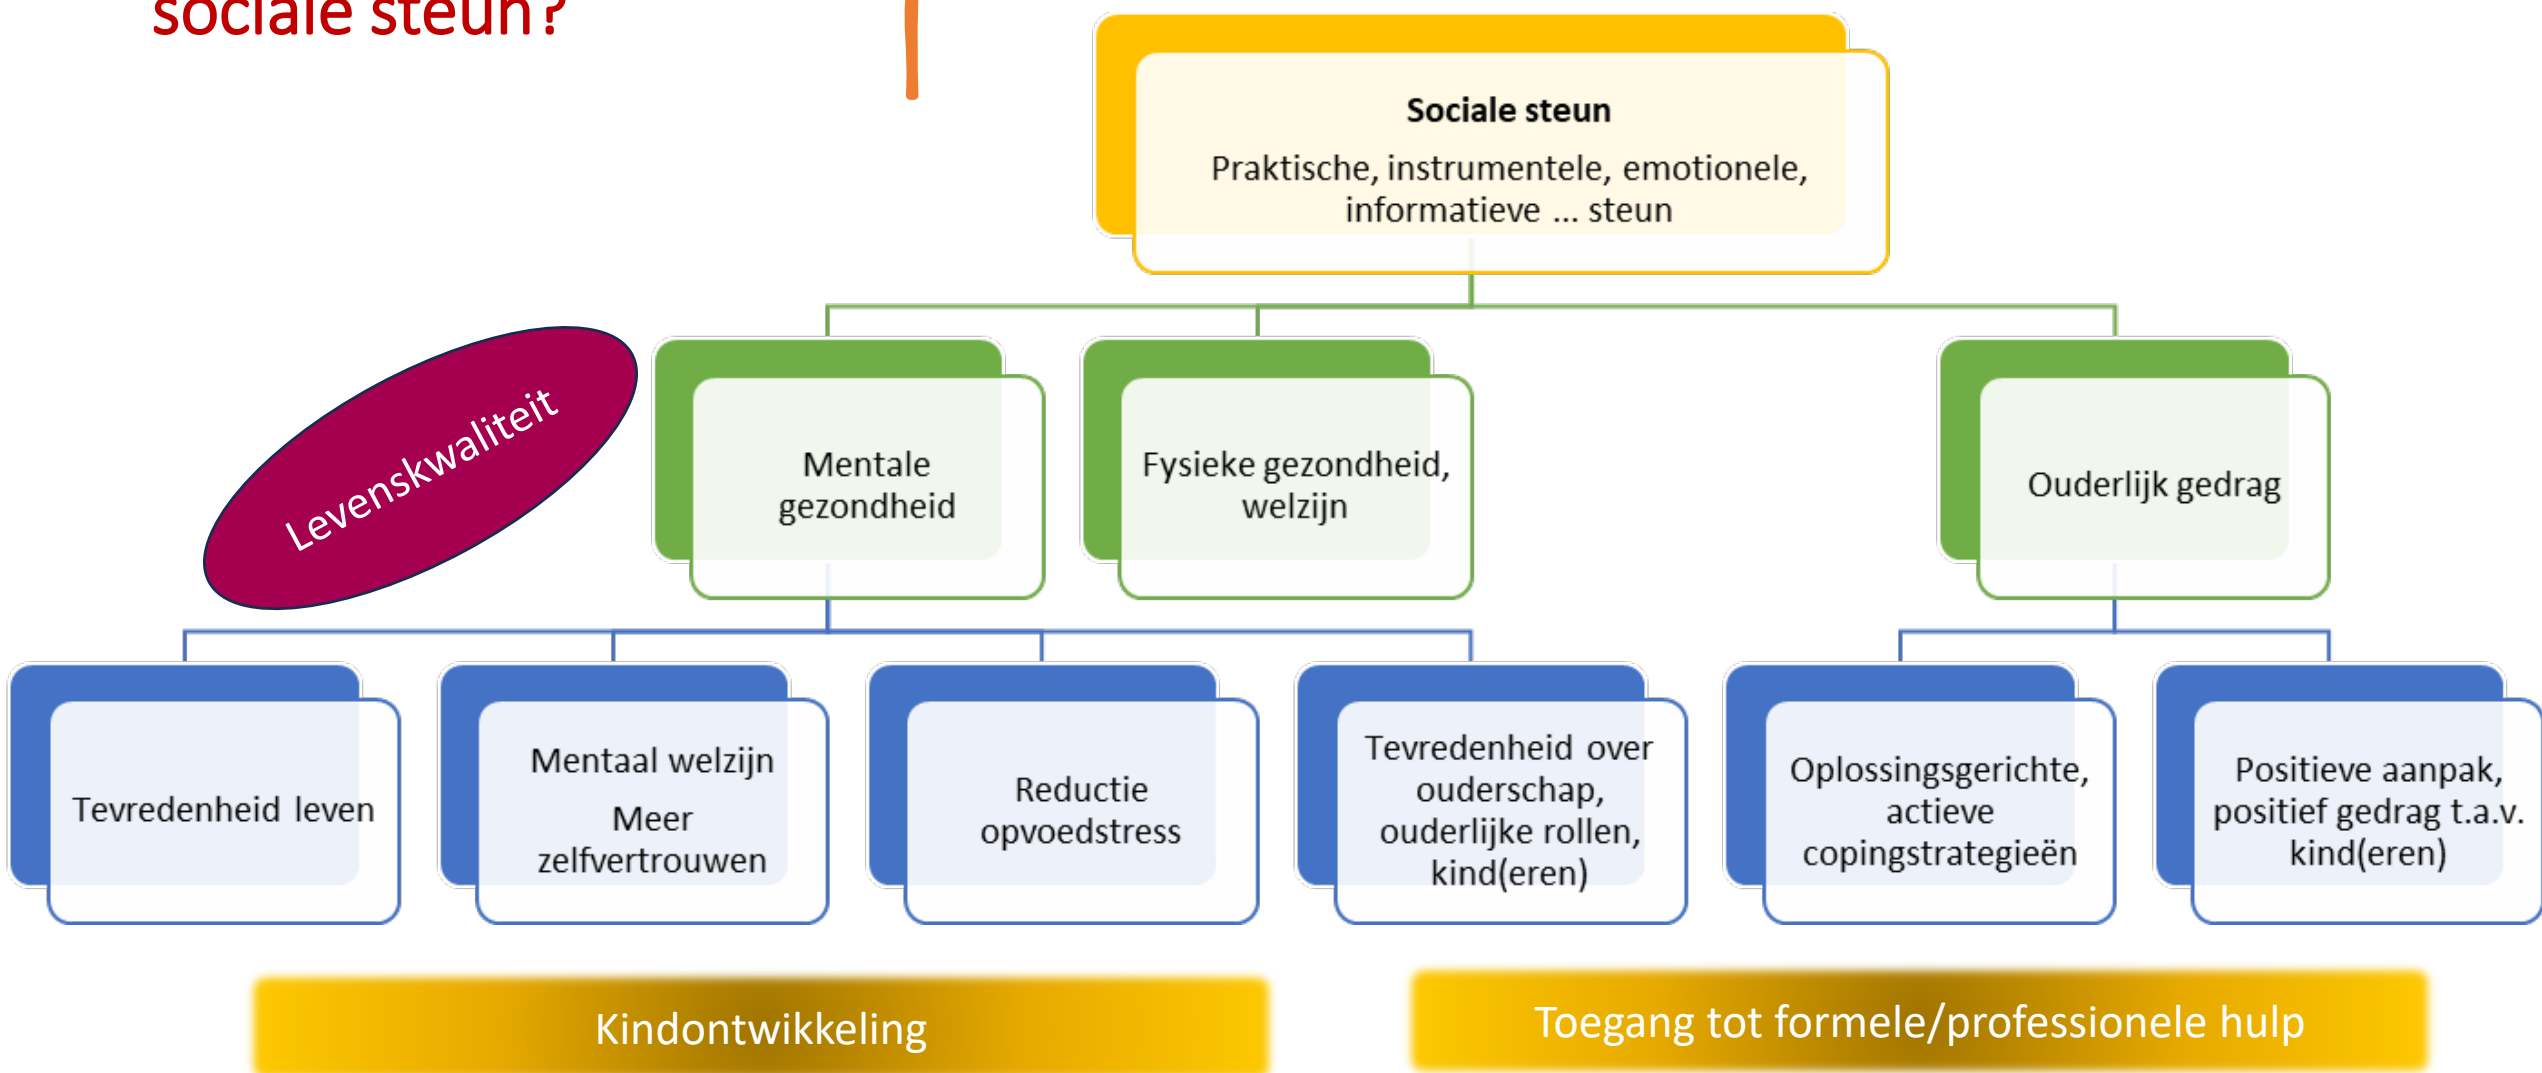 sociale steun?
Sociale steun
Praktische, instrumentele, emotionele,
informatieve ... steun
Levenskwaliteit
Mentale
gezondheid
Fysieke gezondheid,
welzijn
Ouderlijk gedrag
Tevredenheid leven
Mentaal welzijn
Meer
zelfvertrouwen
Reductie
opvoedstress
Tevredenheid over
ouderschap,
ouderlijke rollen,
kind(eren)
Oplossingsgerichte,
actieve
copingstrategieën
Positieve aanpak,
positief gedrag t.a.v.
kind(eren)
Kindontwikkeling
Toegang tot formele/professionele hulp